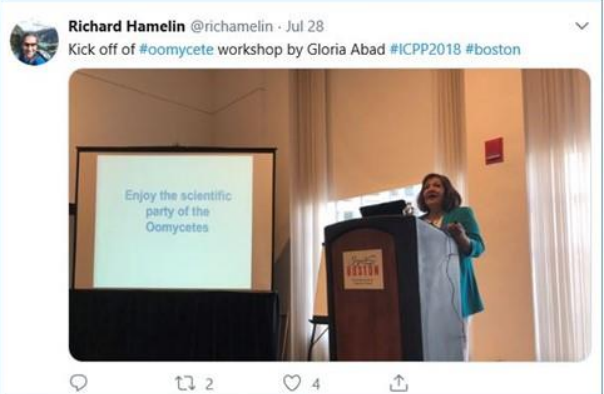 Richard Hamelin @richamelin · Jul 28
Kick off of #oomycete workshop by Gloria Abad #ICPP2018 #boston
Enjoy the scientific
party of the
Oomycetes
BOSTON
2
4